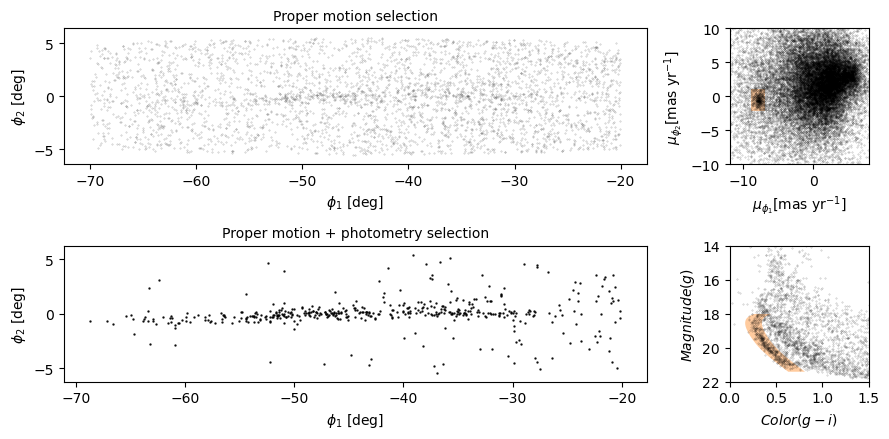 Proper motion selection
ϕ₂ [deg]
5
0
−5
−70 −60 −50 −40 −30 −20
ϕ₁ [deg]
μ_ϕ₂[mas yr⁻¹]
10
5
0
−5
−10
−10 0
μ_ϕ₁[mas yr⁻¹]
Proper motion + photometry selection
ϕ₂ [deg]
5
0
−5
−70 −60 −50 −40 −30 −20
ϕ₁ [deg]
Magnitude(g)
14
16
18
20
22
0.0 0.5 1.0 1.5
Color(g − i)